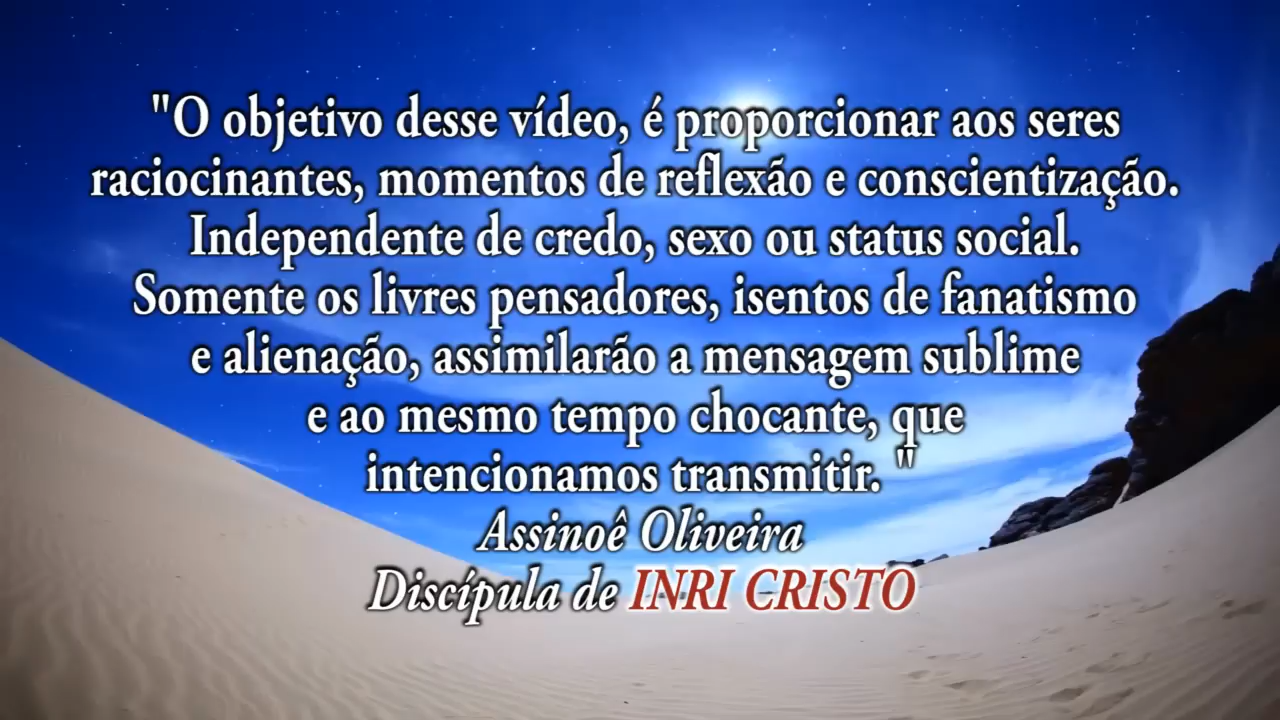 "O objetivo desse vídeo, é proporcionar aos seres
raciocinantes, momentos de reflexão e conscientização.
Independente de credo, sexo ou status social.
Somente os livres pensadores, isentos de fanatismo
e alienação, assimilarão a mensagem sublime
e ao mesmo tempo chocante, que
intencionamos transmitir. "
Assinoê Oliveira
Discípula de INRI CRISTO